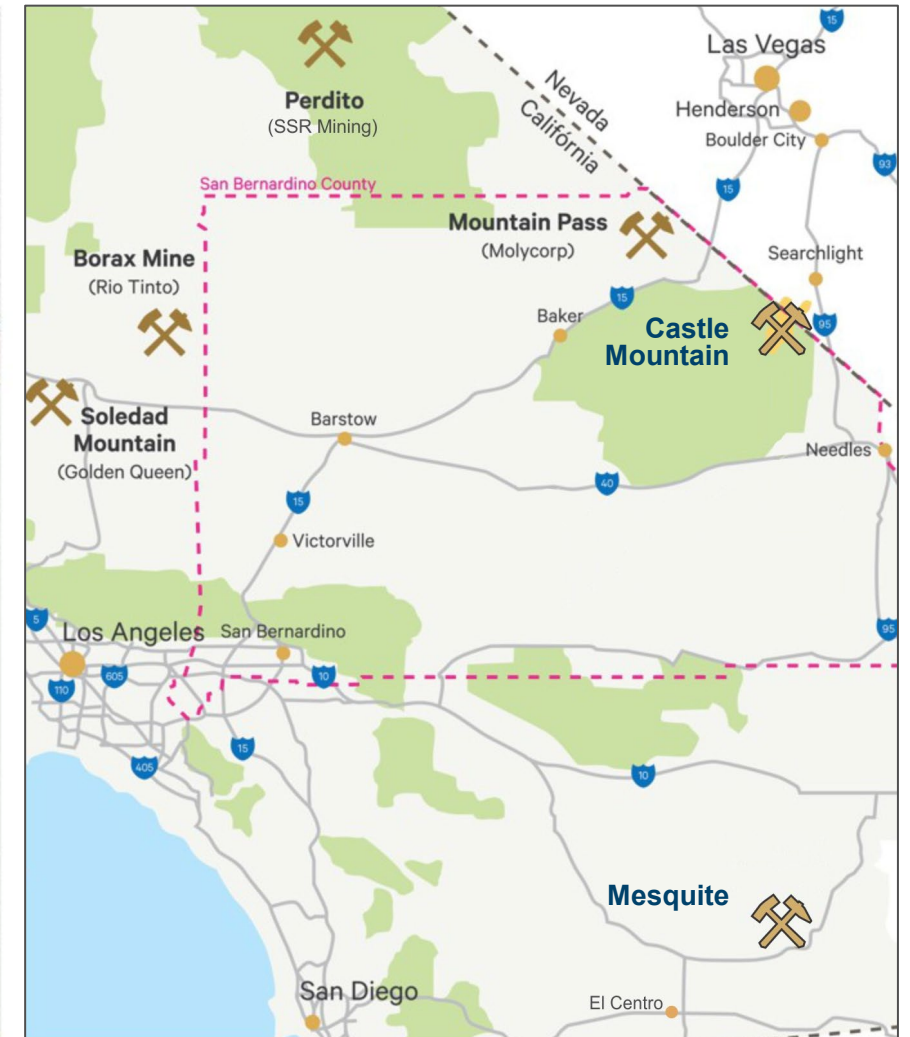 15
Las Vegas
Nevada
Califórnia
Henderson
Boulder City
93
Perdito
(SSR Mining)
San Bernardino County
15
Mountain Pass
(Molycorp)
Searchlight
Borax Mine
(Rio Tinto)
15
Baker
Castle
Mountain
95
Soledad
Mountain
(Golden Queen)
Barstow
Needles
40
15
Victorville
5
Los Angeles
San Bernardino
95
605
10
110
15
405
10
Mesquite
San Diego
El Centro